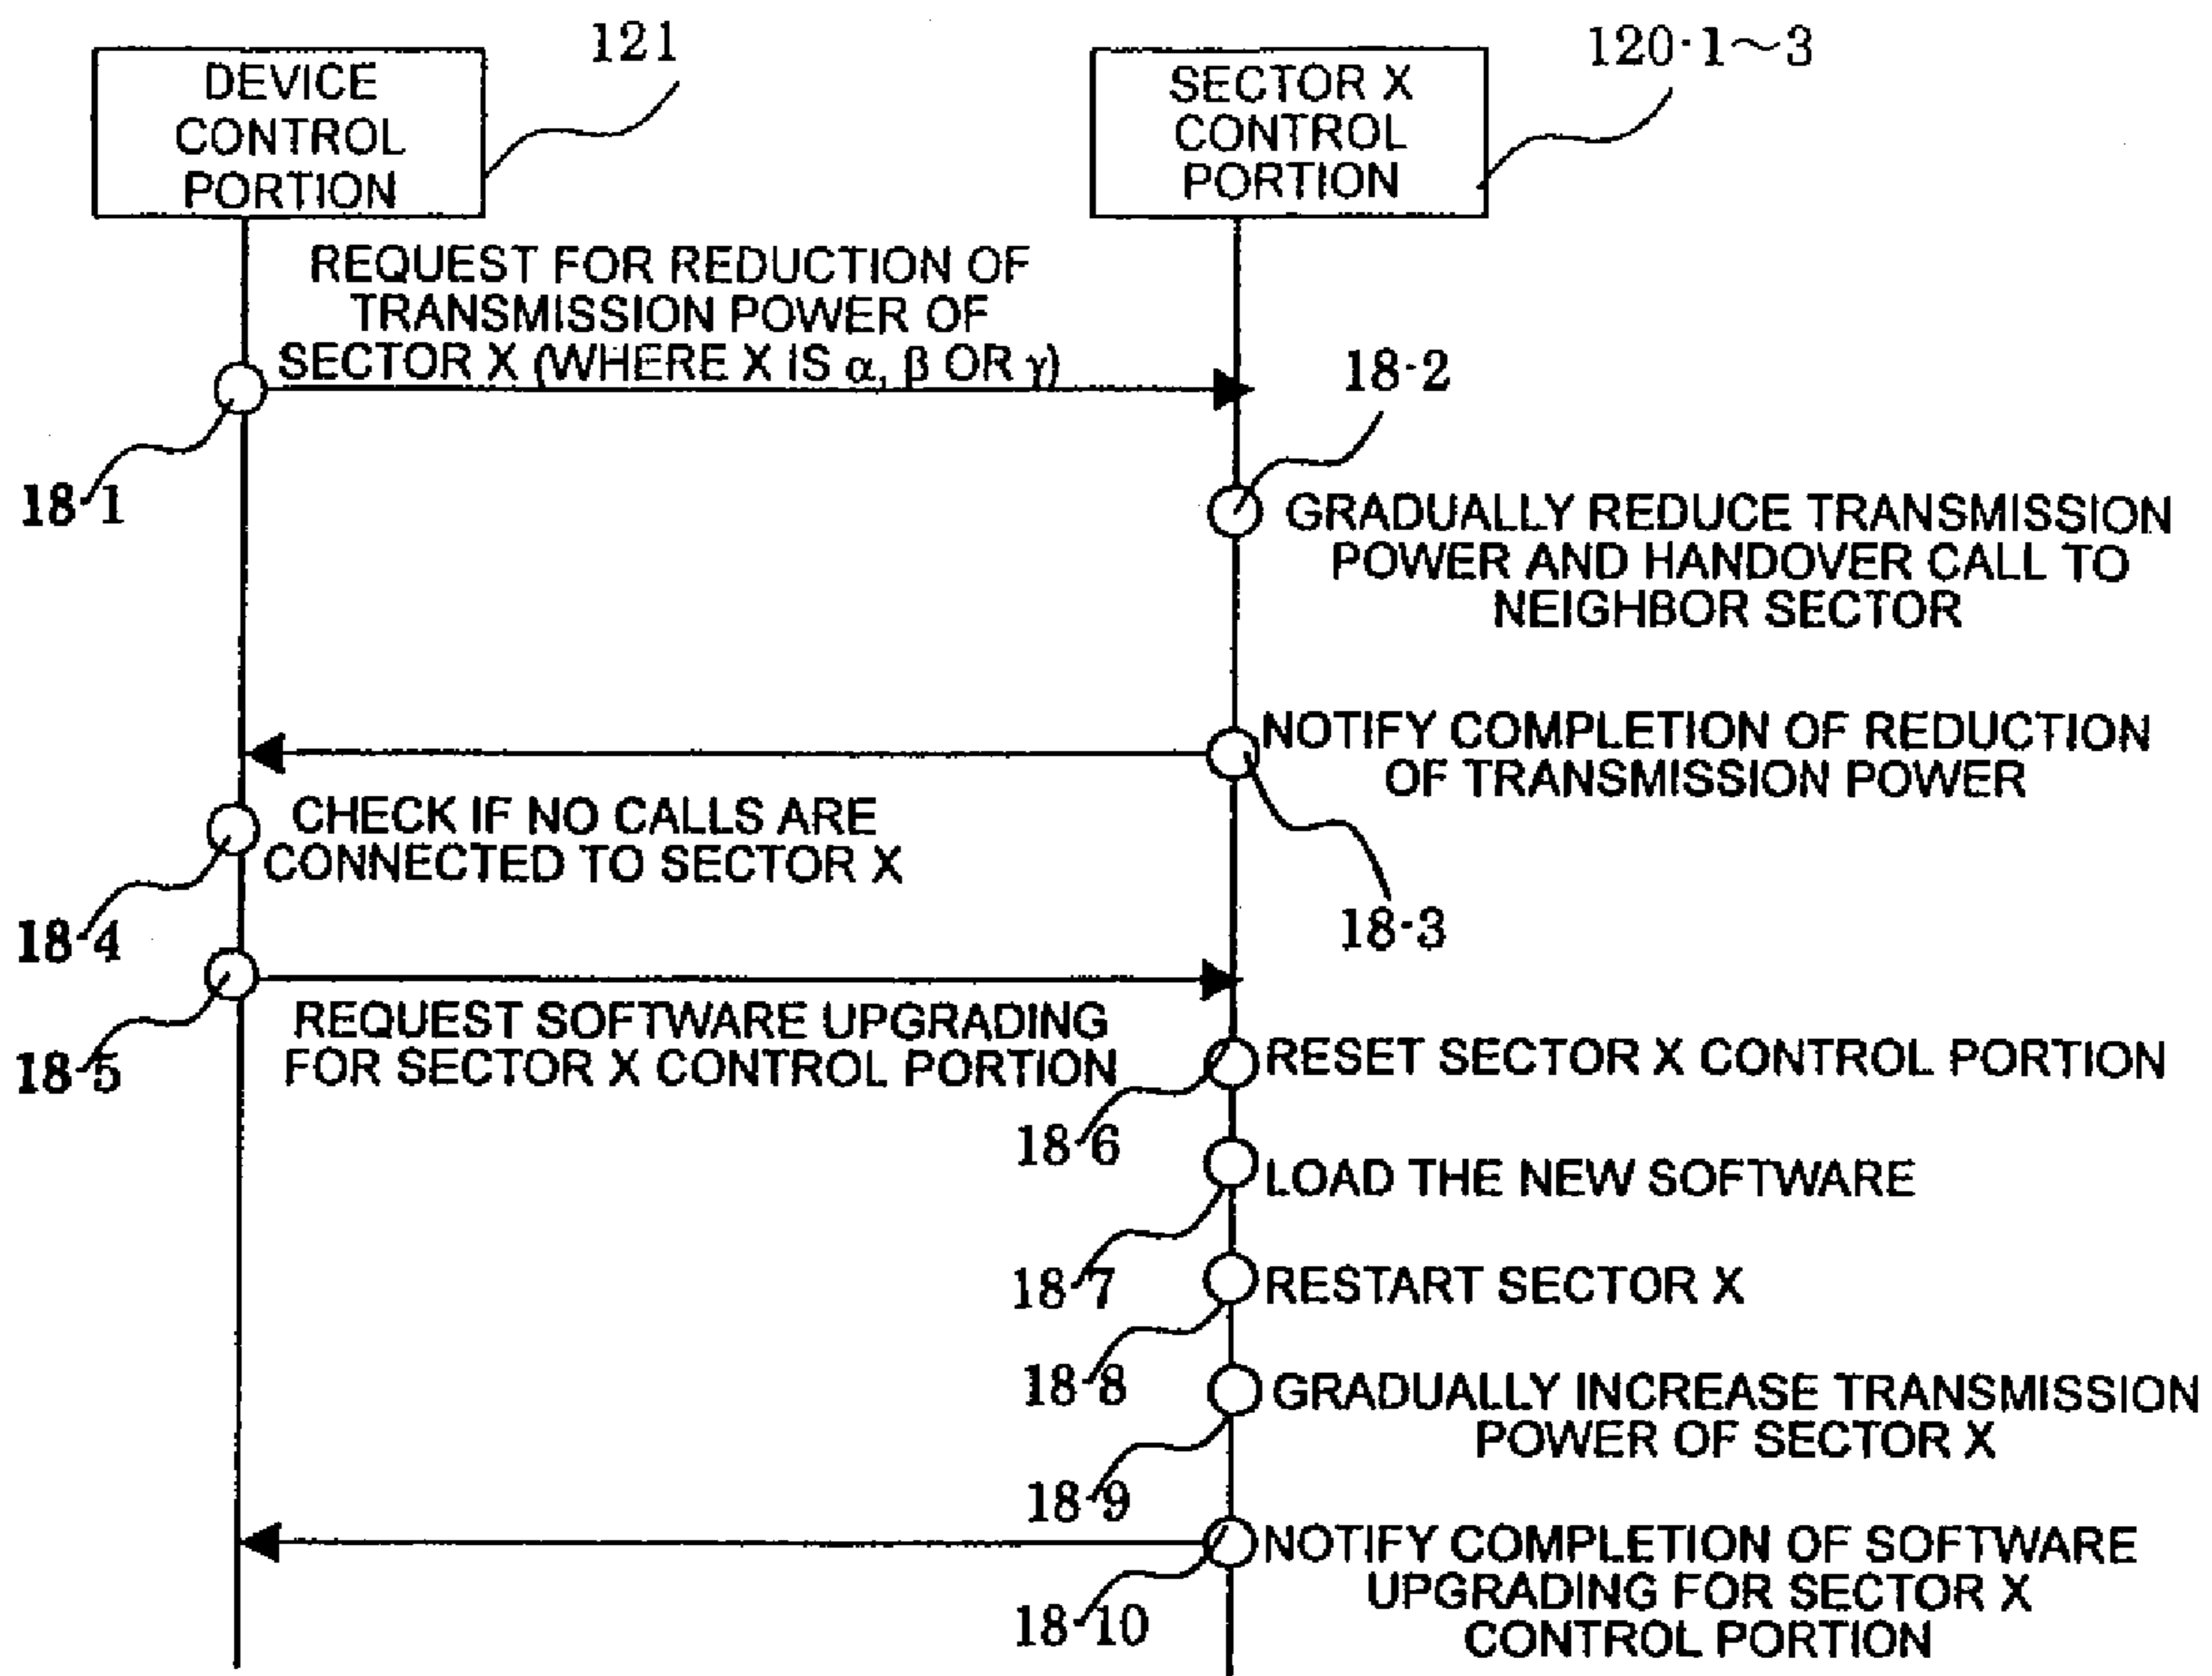 DEVICE
CONTROL
PORTION
121
SECTOR X
CONTROL
PORTION
120-1~3
REQUEST FOR REDUCTION OF
TRANSMISSION POWER OF
SECTOR X (WHERE X IS α, β OR γ)
18-1
18-2
GRADUALLY REDUCE TRANSMISSION
POWER AND HANDOVER CALL TO
NEIGHBOR SECTOR
NOTIFY COMPLETION OF REDUCTION
OF TRANSMISSION POWER
18-3
CHECK IF NO CALLS ARE
CONNECTED TO SECTOR X
18-4
18-5
REQUEST SOFTWARE UPGRADING
FOR SECTOR X CONTROL PORTION
RESET SECTOR X CONTROL PORTION
18-6
LOAD THE NEW SOFTWARE
18-7
RESTART SECTOR X
18-8
GRADUALLY INCREASE TRANSMISSION
POWER OF SECTOR X
18-9
NOTIFY COMPLETION OF SOFTWARE
UPGRADING FOR SECTOR X
CONTROL PORTION
18-10